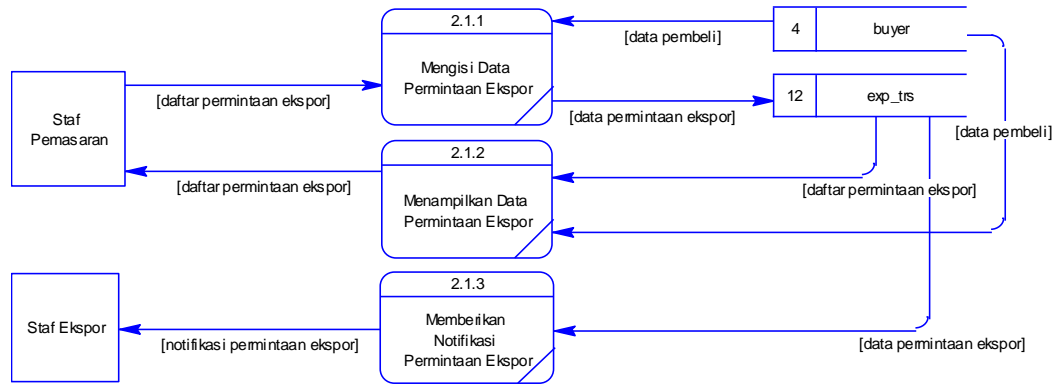 2.1.1
Mengisi Data
Permintaan Ekspor
4
buyer
[data pembeli]
Staf
Pemasaran
[daftar permintaan ekspor]
12
exp_trs
[data permintaan ekspor]
[data pembeli]
2.1.2
Menampilkan Data
Permintaan Ekspor
[daftar permintaan ekspor]
[daftar permintaan ekspor]
2.1.3
Memberikan
Notifikasi
Permintaan Ekspor
Staf Ekspor
[notifikasi permintaan ekspor]
[data permintaan ekspor]